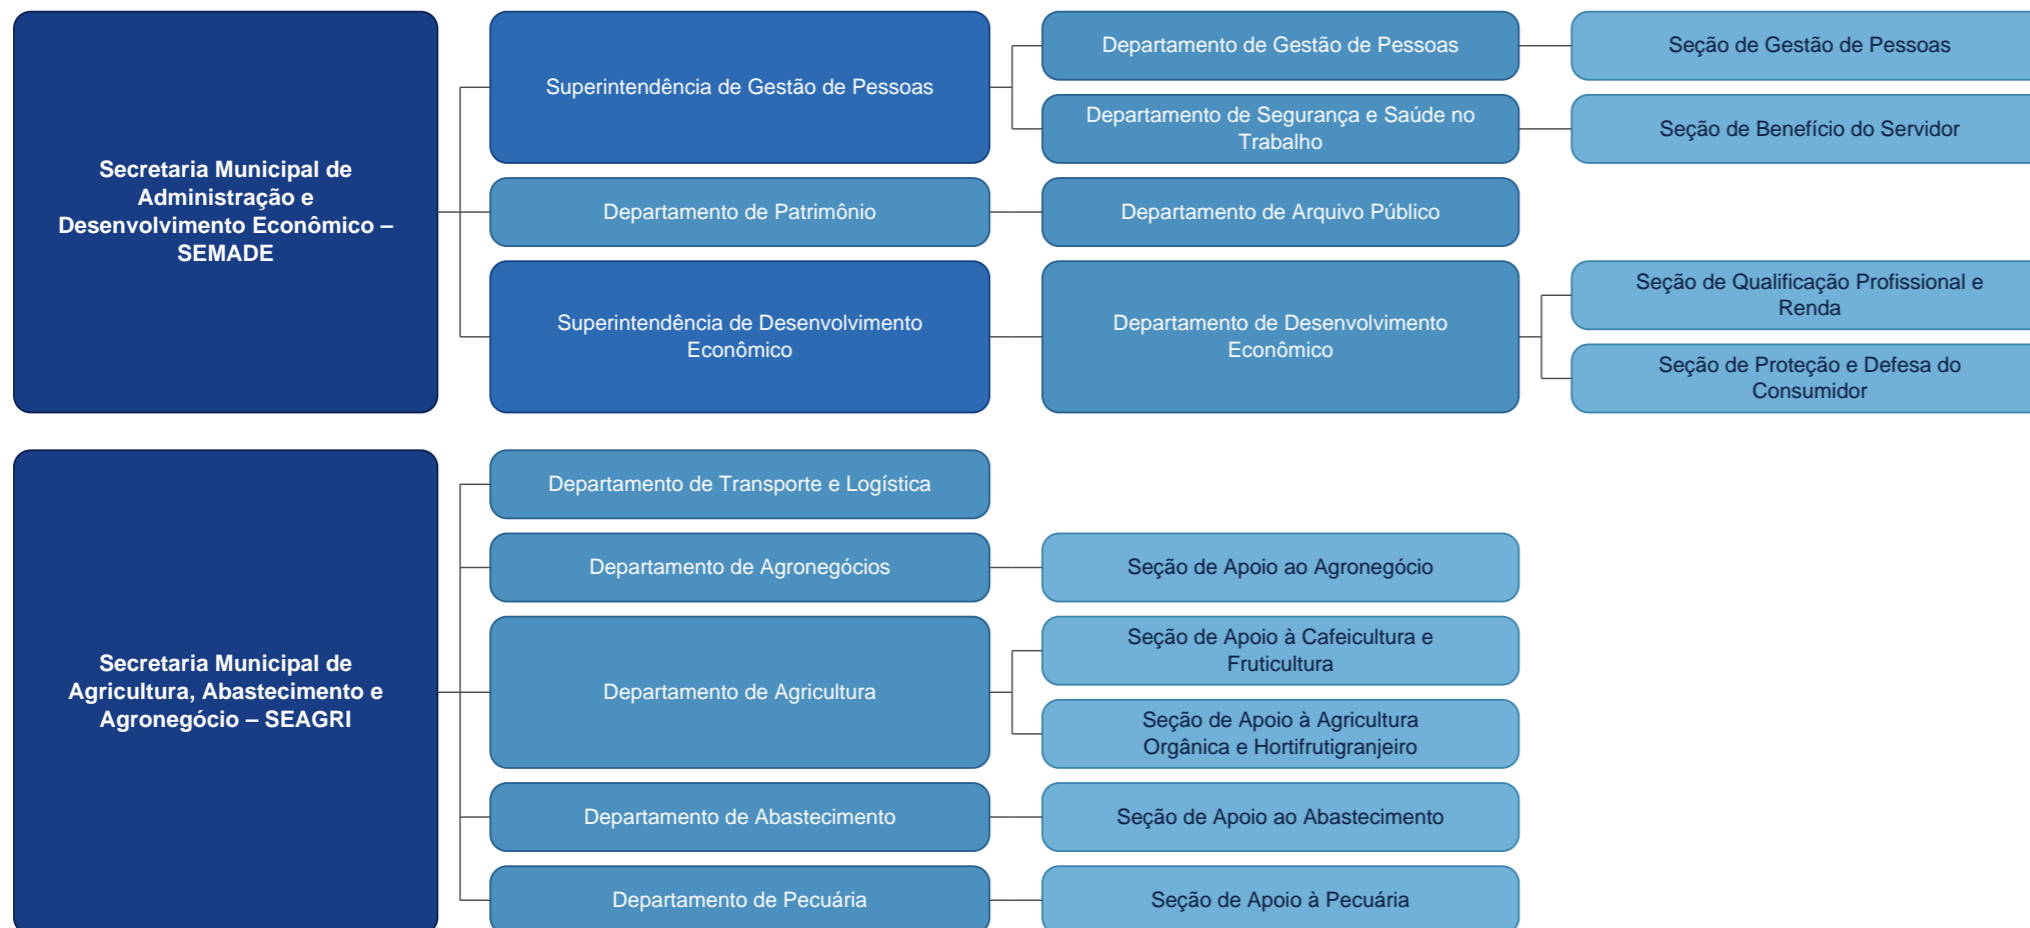 Secretaria Municipal de
Administração e
Desenvolvimento Econômico –
SEMADE
Superintendência de Gestão de Pessoas
Departamento de Gestão de Pessoas
Seção de Gestão de Pessoas
Departamento de Segurança e Saúde no
Trabalho
Seção de Benefício do Servidor
Departamento de Patrimônio
Departamento de Arquivo Público
Superintendência de Desenvolvimento
Econômico
Departamento de Desenvolvimento
Econômico
Seção de Qualificação Profissional e
Renda
Seção de Proteção e Defesa do
Consumidor
Secretaria Municipal de
Agricultura, Abastecimento e
Agronegócio – SEAGRI
Departamento de Transporte e Logística
Departamento de Agronegócios
Seção de Apoio ao Agronegócio
Departamento de Agricultura
Seção de Apoio à Cafeicultura e
Fruticultura
Seção de Apoio à Agricultura
Orgânica e Hortifrutigranjeiro
Departamento de Abastecimento
Seção de Apoio ao Abastecimento
Departamento de Pecuária
Seção de Apoio à Pecuária